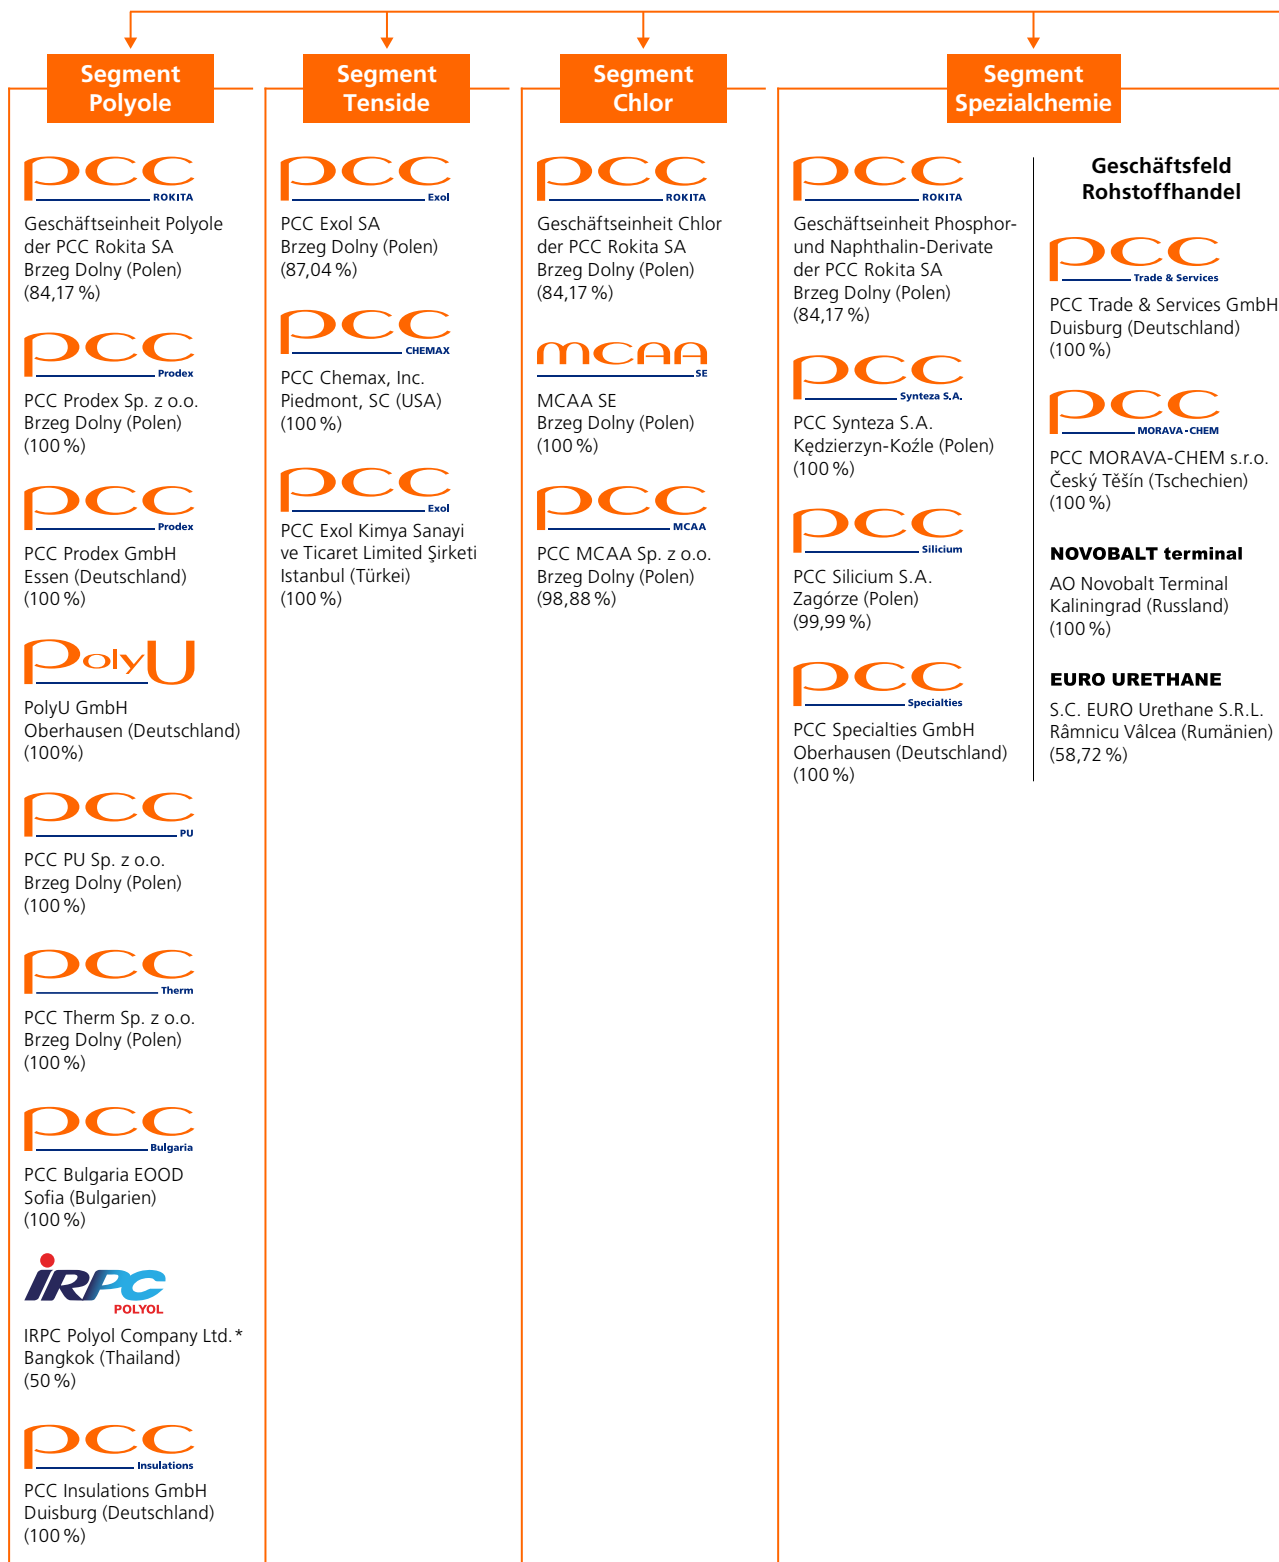 Segment
Polyole
pcc
ROKITA
Geschäftseinheit Polyole
der PCC Rokita SA
Brzeg Dolny (Polen)
(84,17 %)
pcc
Prodex
PCC Prodex Sp. z o.o.
Brzeg Dolny (Polen)
(100 %)
pcc
Prodex
PCC Prodex GmbH
Essen (Deutschland)
(100 %)
PolyU
PolyU GmbH
Oberhausen (Deutschland)
(100%)
pcc
PU
PCC PU Sp. z o.o.
Brzeg Dolny (Polen)
(100 %)
pcc
Therm
PCC Therm Sp. z o.o.
Brzeg Dolny (Polen)
(100 %)
pcc
Bulgaria
PCC Bulgaria EOOD
Sofia (Bulgarien)
(100 %)
iRPC
POLYOL
IRPC Polyol Company Ltd.*
Bangkok (Thailand)
(50 %)
pcc
Insulations
PCC Insulations GmbH
Duisburg (Deutschland)
(100 %)
Segment
Tenside
pcc
Exol
PCC Exol SA
Brzeg Dolny (Polen)
(87,04 %)
pcc
CHEMAX
PCC Chemax, Inc.
Piedmont, SC (USA)
(100 %)
pcc
Exol
PCC Exol Kimya Sanayi
ve Ticaret Limited Şirketi
Istanbul (Türkei)
(100 %)
Segment
Chlor
pcc
ROKITA
Geschäftseinheit Chlor
der PCC Rokita SA
Brzeg Dolny (Polen)
(84,17 %)
mcaa
SE
MCAA SE
Brzeg Dolny (Polen)
(100 %)
pcc
MCAA
PCC MCAA Sp. z o.o.
Brzeg Dolny (Polen)
(98,88 %)
Segment
Spezialchemie
pcc
ROKITA
Geschäftseinheit Phosphor-
und Naphthalin-Derivate
der PCC Rokita SA
Brzeg Dolny (Polen)
(84,17 %)
pcc
Synteza S.A.
PCC Synteza S.A.
Kędzierzyn-Koźle (Polen)
(100 %)
pcc
Silicium
PCC Silicium S.A.
Zagórze (Polen)
(99,99 %)
pcc
Specialties
PCC Specialties GmbH
Oberhausen (Deutschland)
(100 %)
Geschäftsfeld
Rohstoffhandel
pcc
Trade & Services
PCC Trade & Services GmbH
Duisburg (Deutschland)
(100 %)
pcc
MORAVA-CHEM
PCC MORAVA-CHEM s.r.o.
Český Těšín (Tschechien)
(100 %)
NOVOBALT terminal
AO Novobalt Terminal
Kaliningrad (Russland)
(100 %)
EURO URETHANE
S.C. EURO Urethane S.R.L.
Râmnicu Vâlcea (Rumänien)
(58,72 %)